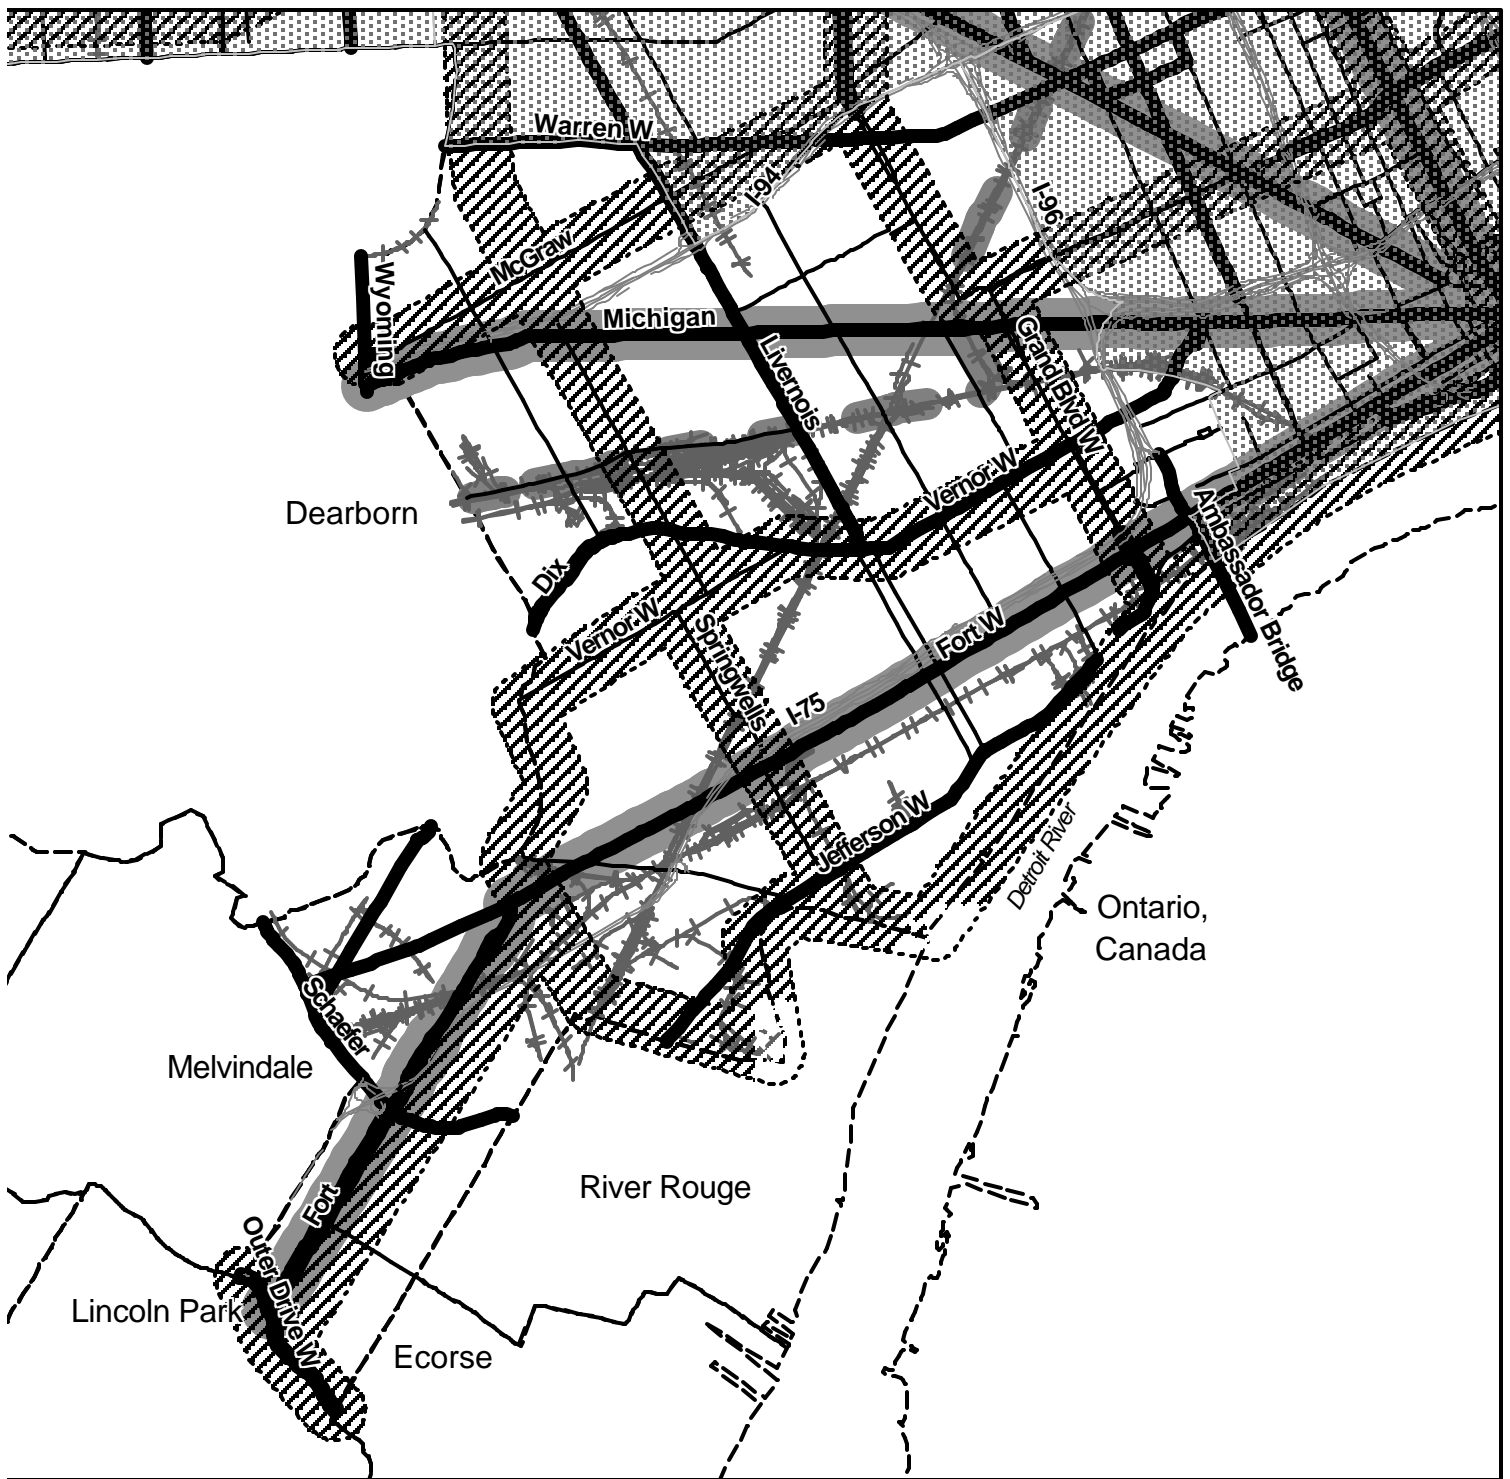 Warren W
I-94
I-96
McGraw
Wyoming
Michigan
Livernois
Grand Blvd W
Vernor W
Dearborn
Ambassador Bridge
Dix
Vernor W
Springwells
Fort W
I-75
Jefferson W
Detroit River
Ontario,
Canada
Schaefer
Melvindale
River Rouge
Fort
Outer Drive W
Lincoln Park
Ecorse